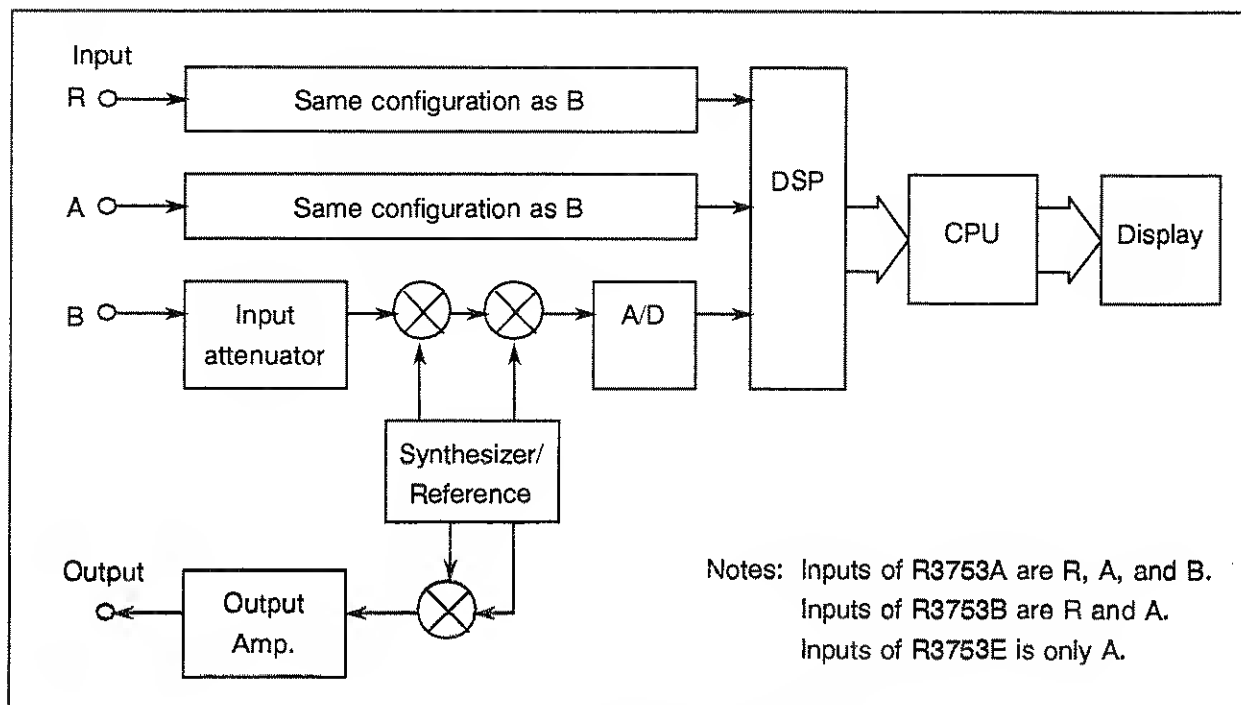 Input
R
Same configuration as B
A
Same configuration as B
B
Input
attenuator
A/D
DSP
CPU
Display
Synthesizer/
Reference
Output
Output
Amp.
Notes: Inputs of R3753A are R, A, and B.
Inputs of R3753B are R and A.
Inputs of R3753E is only A.